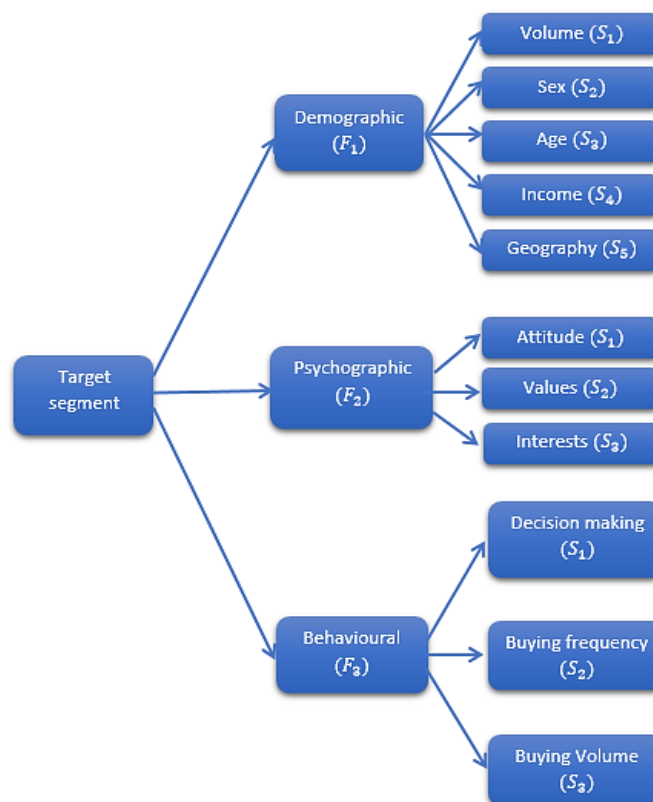 Volume (S₁)
Sex (S₂)
Demographic
(F₁)
Age (S₃)
Income (S₄)
Geography (S₅)
Target
segment
Psychographic
(F₂)
Attitude (S₁)
Values (S₂)
Interests (S₃)
Behavioural
(F₃)
Decision making
(S₁)
Buying frequency
(S₂)
Buying Volume
(S₃)